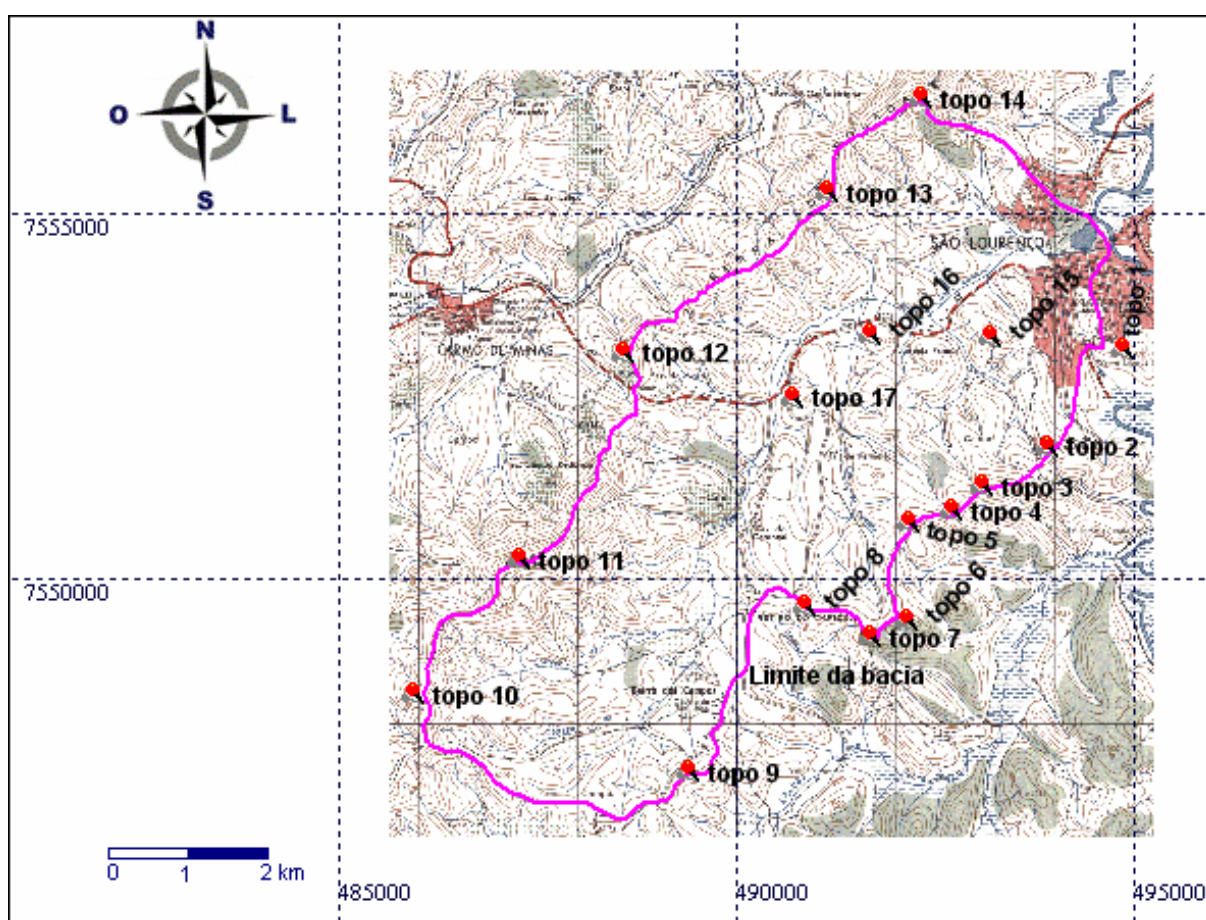 N
O L
S
topo 14
topo 13
7555000
SÃO LOURENÇO
topo 1
topo 16
topo 15
topo 12
CARMO DE MINAS
topo 17
topo 2
topo 3
topo 4
topo 5
topo 11
7550000
topo 8
topo 6
topo 7
Limite da bacia
topo 10
topo 9
0 1 2 km
485000
490000
495000